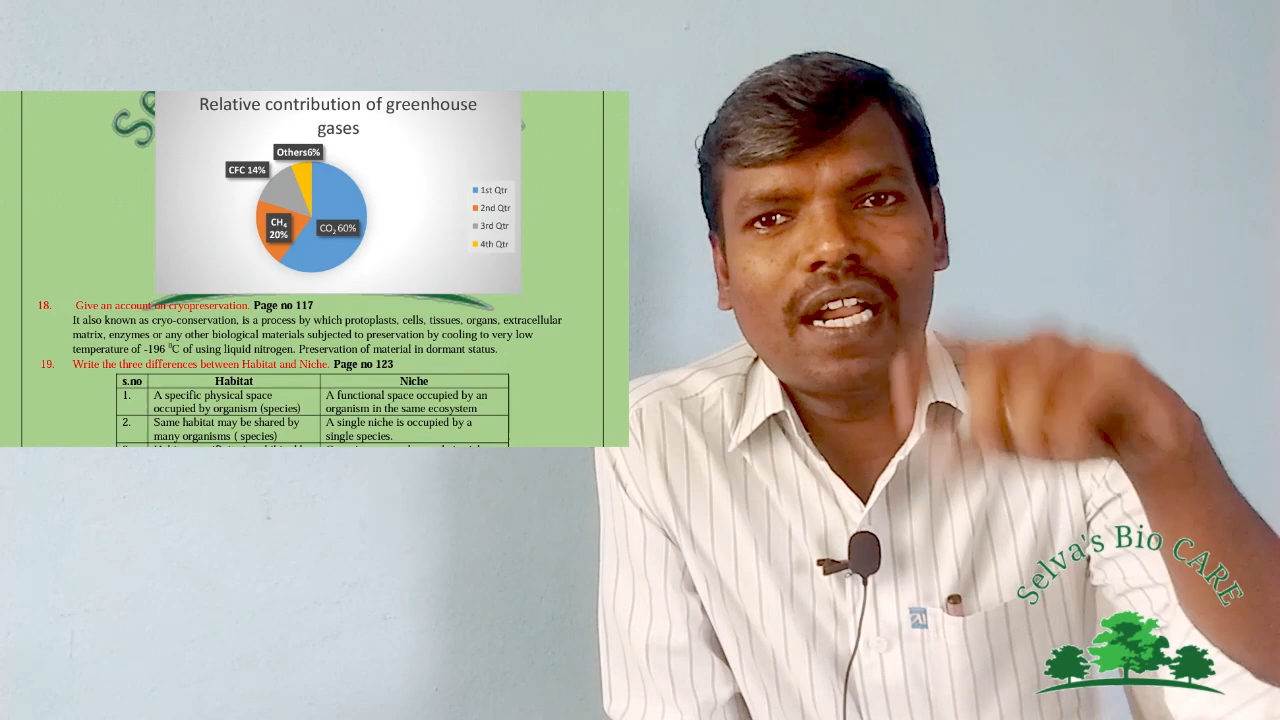 Se
Relative contribution of greenhouse
gases
Others6%
CFC 14%
CH4
20%
CO2 60%
1st Qtr
2nd Qtr
3rd Qtr
4th Qtr
18. Give an account on cryopreservation. Page no 117
It also known as cryo-conservation, is a process by which protoplasts, cells, tissues, organs, extracellular
matrix, enzymes or any other biological materials subjected to preservation by cooling to very low
temperature of -196 0C of using liquid nitrogen. Preservation of material in dormant status.
19. Write the three differences between Habitat and Niche. Page no 123
s.no Habitat Niche
1. A specific physical space A functional space occupied by an
occupied by organism (species) organism in the same ecosystem
2. Same habitat may be shared by A single niche is occupied by a
many organisms ( species) single species.
Selva's Bio CARE